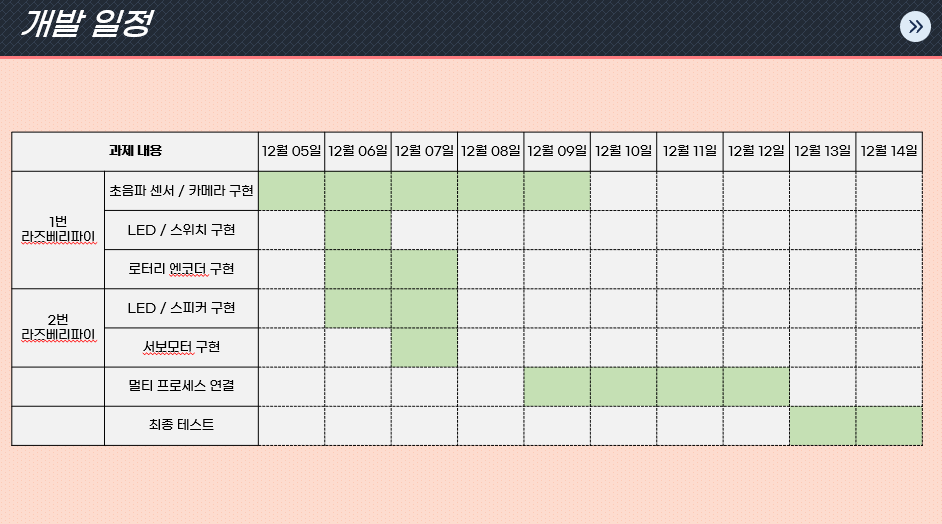 개발 일정
과제 내용 12월 05일 12월 06일 12월 07일 12월 08일 12월 09일 12월 10일 12월 11일 12월 12일 12월 13일 12월 14일
1번
라즈베리파이
초음파 센서 / 카메라 구현
LED / 스위치 구현
로터리 엔코더 구현
2번
라즈베리파이
LED / 스피커 구현
서보모터 구현
멀티 프로세스 연결
최종 테스트